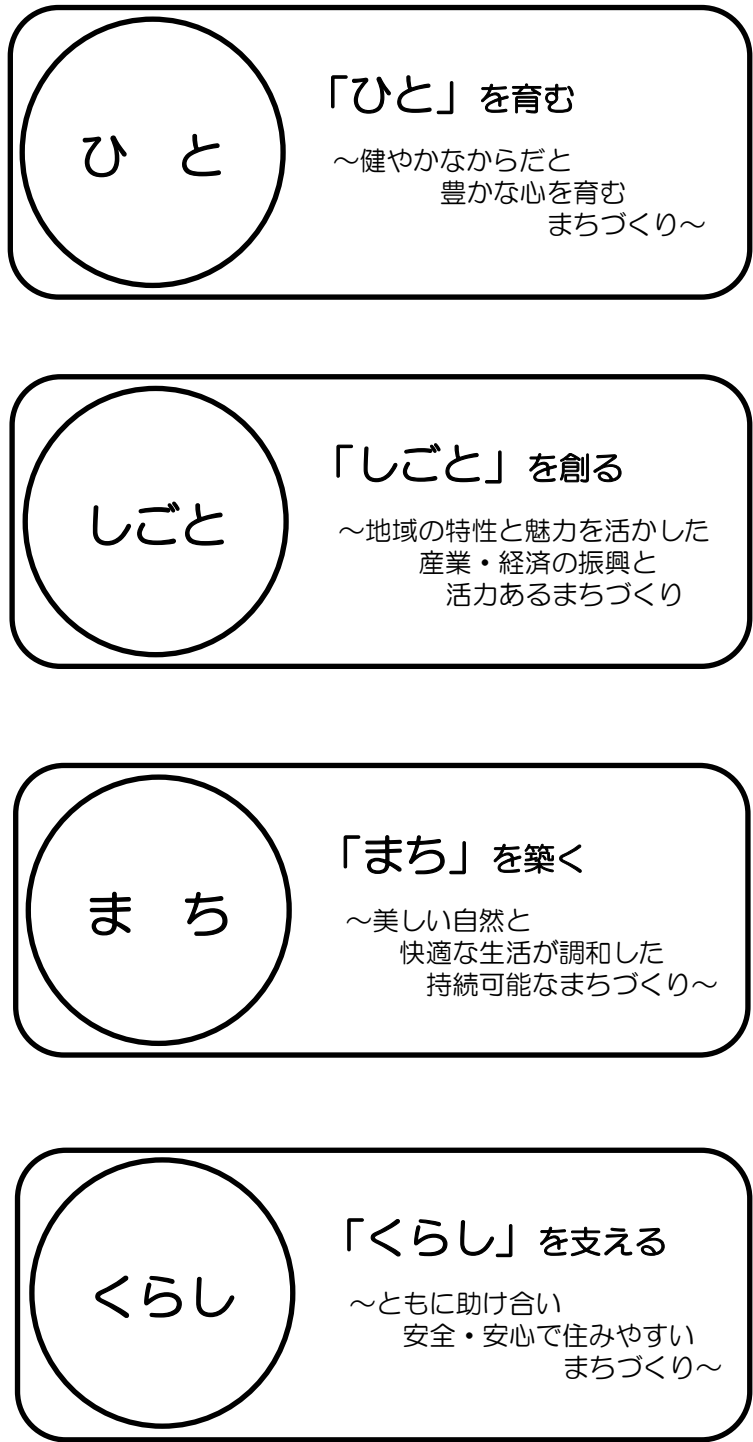 ひ　と
「ひと」を育む
～健やかなからだと
豊かな心を育む
まちづくり～
しごと
「しごと」を創る
～地域の特性と魅力を活かした
産業・経済の振興と
活力あるまちづくり
ま　ち
「まち」を築く
～美しい自然と
快適な生活が調和した
持続可能なまちづくり～
くらし
「くらし」を支える
～ともに助け合い
安全・安心で住みやすい
まちづくり～